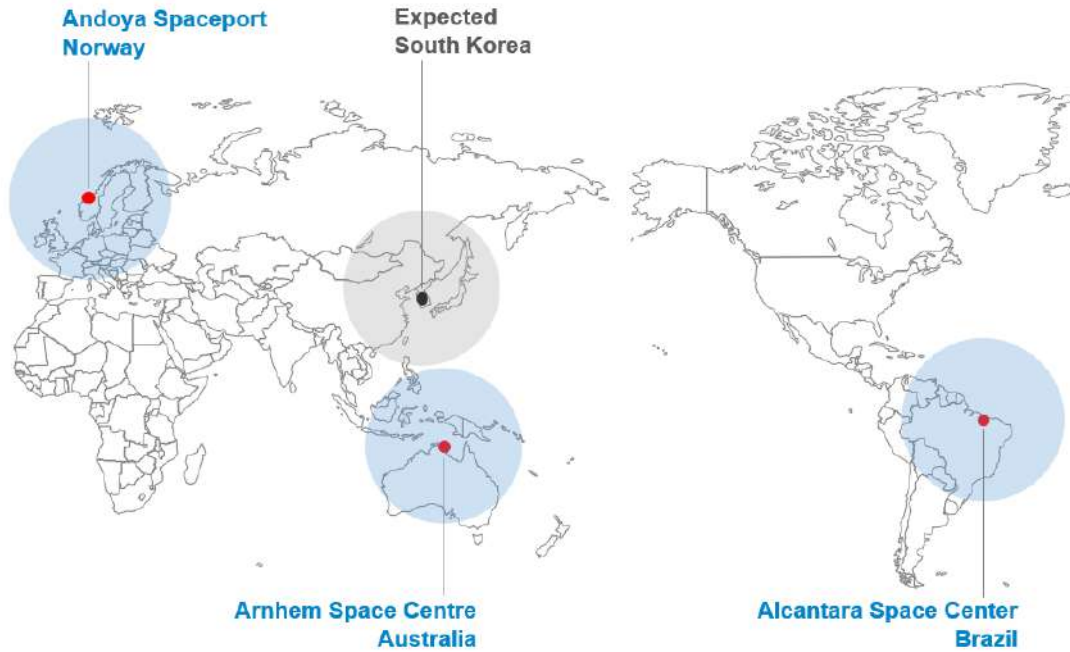 Andoya Spaceport
Norway
Expected
South Korea
Arnhem Space Centre
Australia
Alcantara Space Center
Brazil